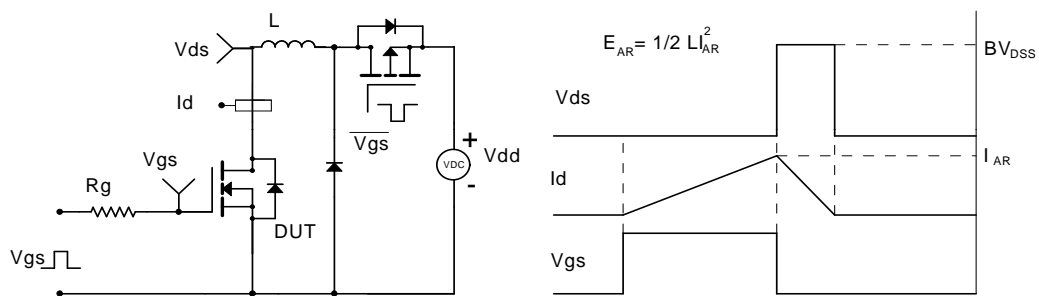 L
Vds
Id
Vgs
Vgs
+
VDC
Vdd
-
Rg
DUT
Vgs
E_AR= 1/2 LI_AR^2
BV_DSS
Vds
I_AR
Id
Vgs